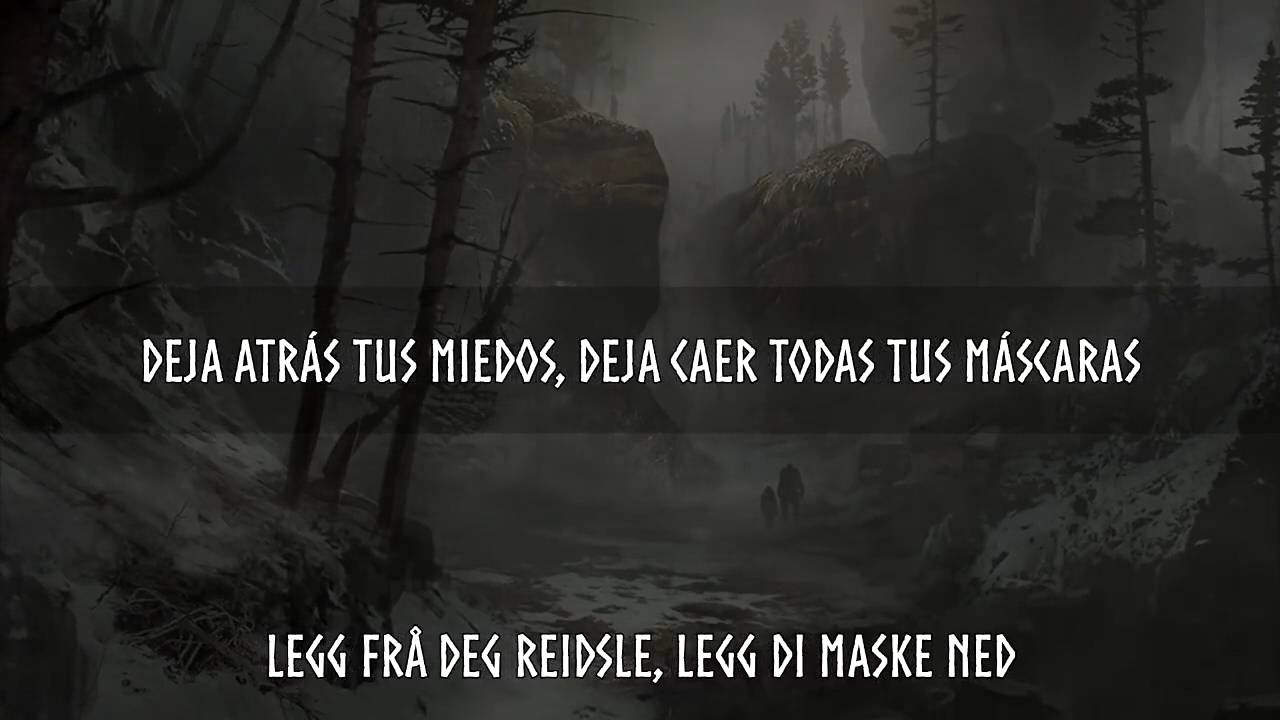 DEJA ATRÁS TUS MIEDOS, DEJA CAER TODAS TUS MÁSCARAS
LEGG FRÅ DEG REIDSLE, LEGG DI MASKE NED